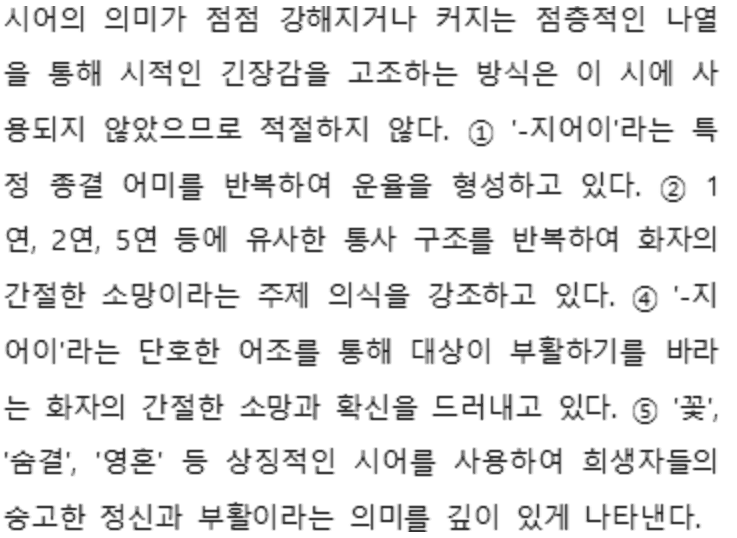 시어의 의미가 점점 강해지거나 커지는 점층적인 나열
을 통해 시적인 긴장감을 고조하는 방식은 이 시에 사
용되지 않았으므로 적절하지 않다. ① '-지어이'라는 특
정 종결 어미를 반복하여 운율을 형성하고 있다. ② 1
연, 2연, 5연 등에 유사한 통사 구조를 반복하여 화자의
간절한 소망이라는 주제 의식을 강조하고 있다. ④ '-지
어이'라는 단호한 어조를 통해 대상이 부활하기를 바라
는 화자의 간절한 소망과 확신을 드러내고 있다. ⑤ '꽃',
'숨결', '영혼' 등 상징적인 시어를 사용하여 희생자들의
숭고한 정신과 부활이라는 의미를 깊이 있게 나타낸다.